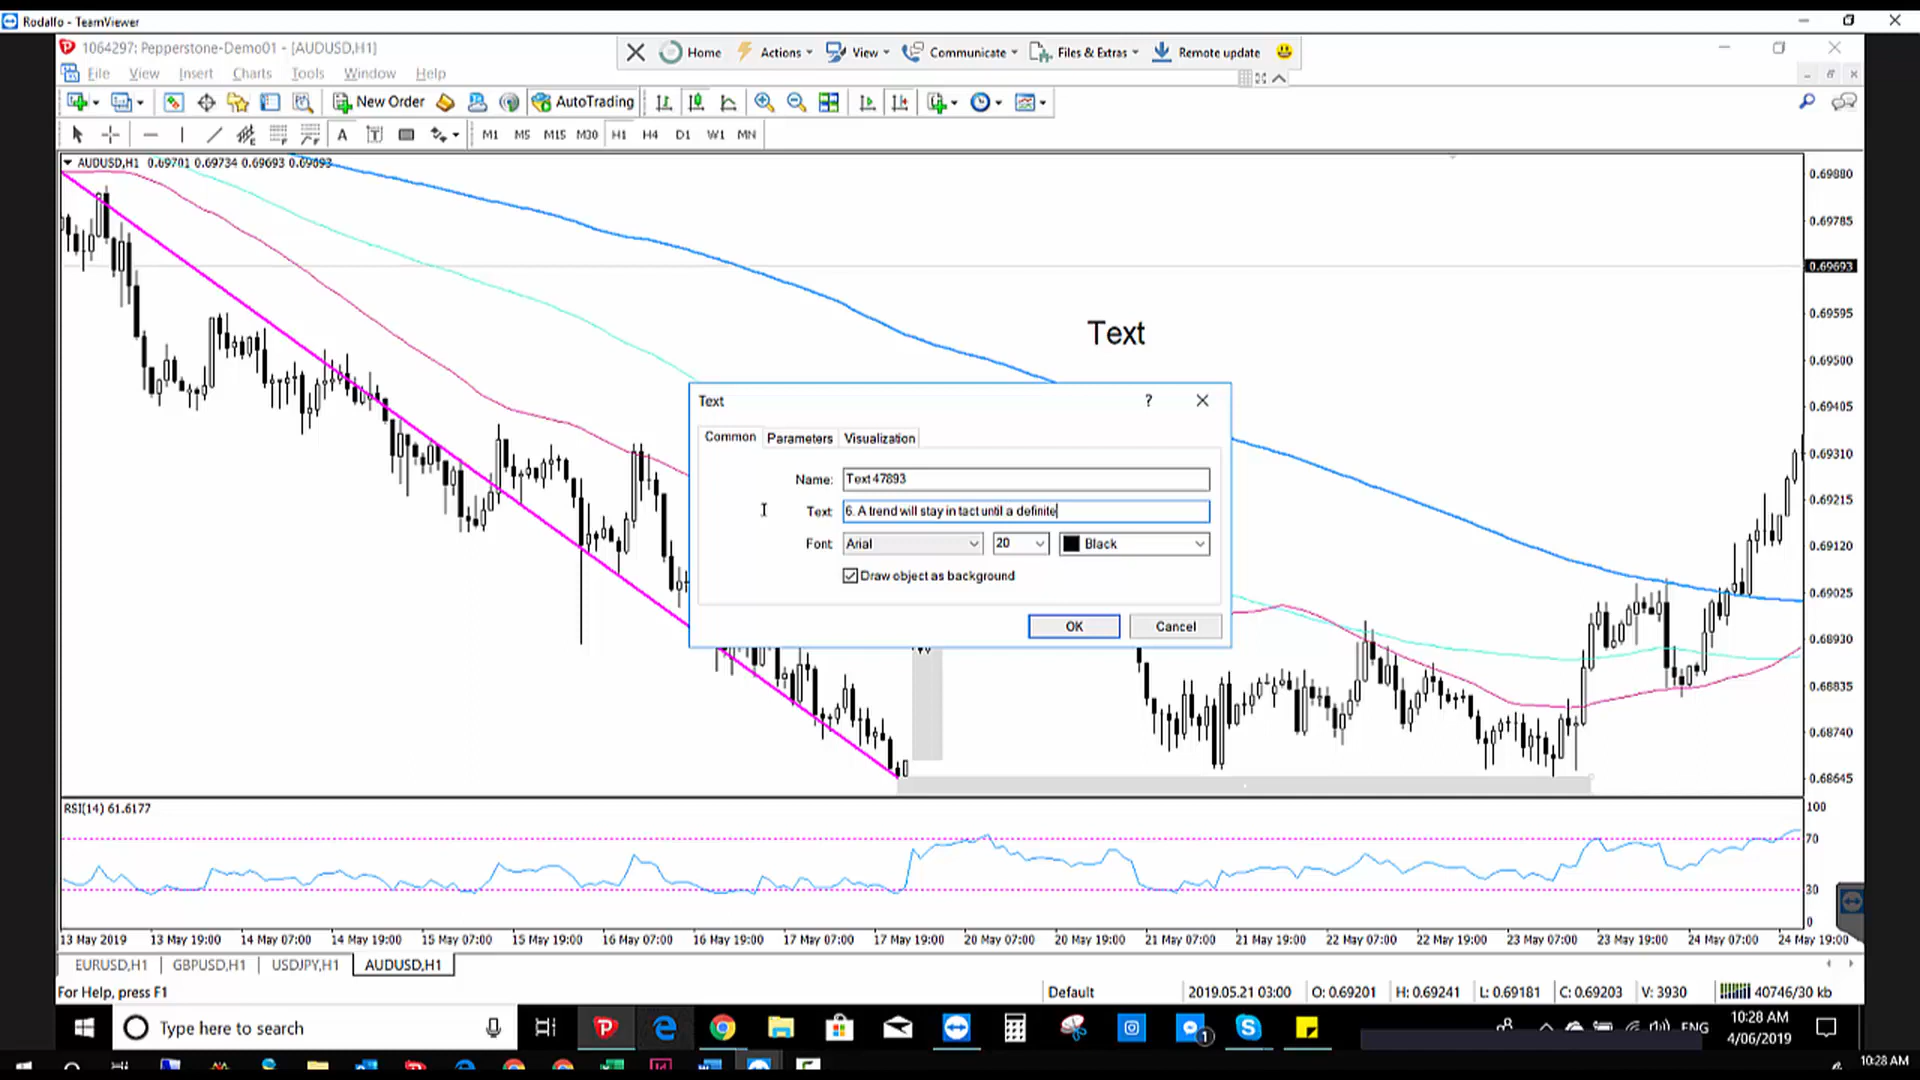 Rodalfo - TeamViewer
1064297: Pepperstone-Demo01 - [AUDUSD,H1]
Home Actions View Communicate Files & Extras Remote update
File View Insert Charts Tools Window Help
New Order AutoTrading
A T M1 M5 M15 M30 H1 H4 D1 W1 MN
AUDUSD,H1 0.69701 0.69734 0.69693 0.69693
0.69880
0.69785
0.69693
0.69595
0.69500
0.69405
0.69310
0.69215
0.69120
0.69025
0.68930
0.68835
0.68740
0.68645
Text
Text ?
Common Parameters Visualization
Name: Text 47893
Text 6. A trend will stay in tact until a definite
Font Arial 20 Black
Draw object as background
OK Cancel
RSI(14) 61.6177
100
70
30
0
13 May 2019 13 May 19:00 14 May 07:00 14 May 19:00 15 May 07:00 15 May 19:00 16 May 07:00 16 May 19:00 17 May 07:00 17 May 19:00 20 May 07:00 20 May 19:00 21 May 07:00 21 May 19:00 22 May 07:00 22 May 19:00 23 May 07:00 23 May 19:00 24 May 07:00 24 May 19:00
EURUSD,H1 GBPUSD,H1 USDJPY,H1 AUDUSD,H1
For Help, press F1 Default 2019.05.21 03:00 O: 0.69201 H: 0.69241 L: 0.69181 C: 0.69203 V: 3930 40746/30 kb
Type here to search 1 ENG 10:28 AM
4/06/2019
10:28 AM